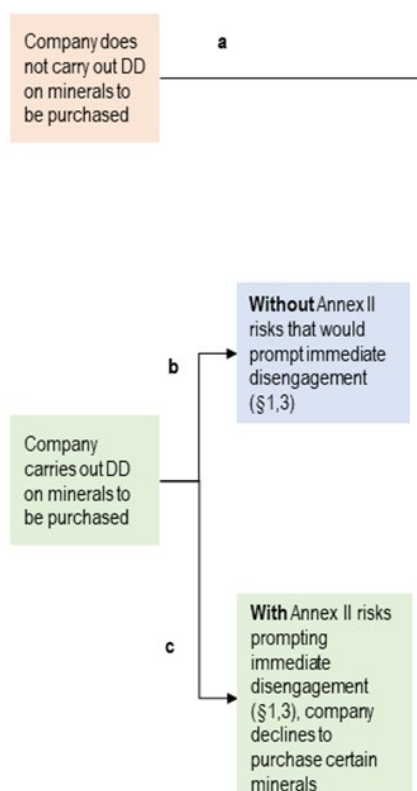 Company does
not carry out DD
on minerals to
be purchased
a
Without Annex II
risks that would
prompt immediate
disengagement
(§1,3)
b
Company
carries out DD
on minerals to
be purchased
c
With Annex II risks
prompting
immediate
disengagement
(§1,3), company
declines to
purchase certain
minerals